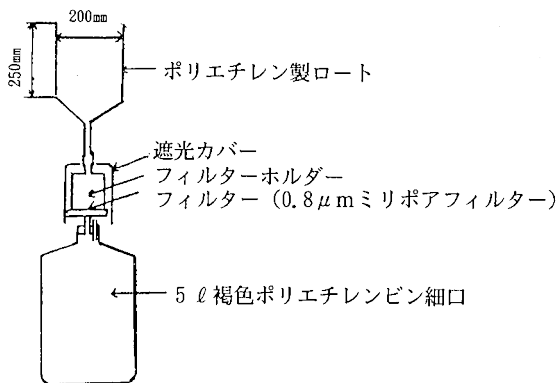 200mm
250mm
ポリエチレン製ロート
遮光カバー
フィルターホルダー
フィルター（0.8μmミリポアフィルター）
5ℓ褐色ポリエチレンビン細口